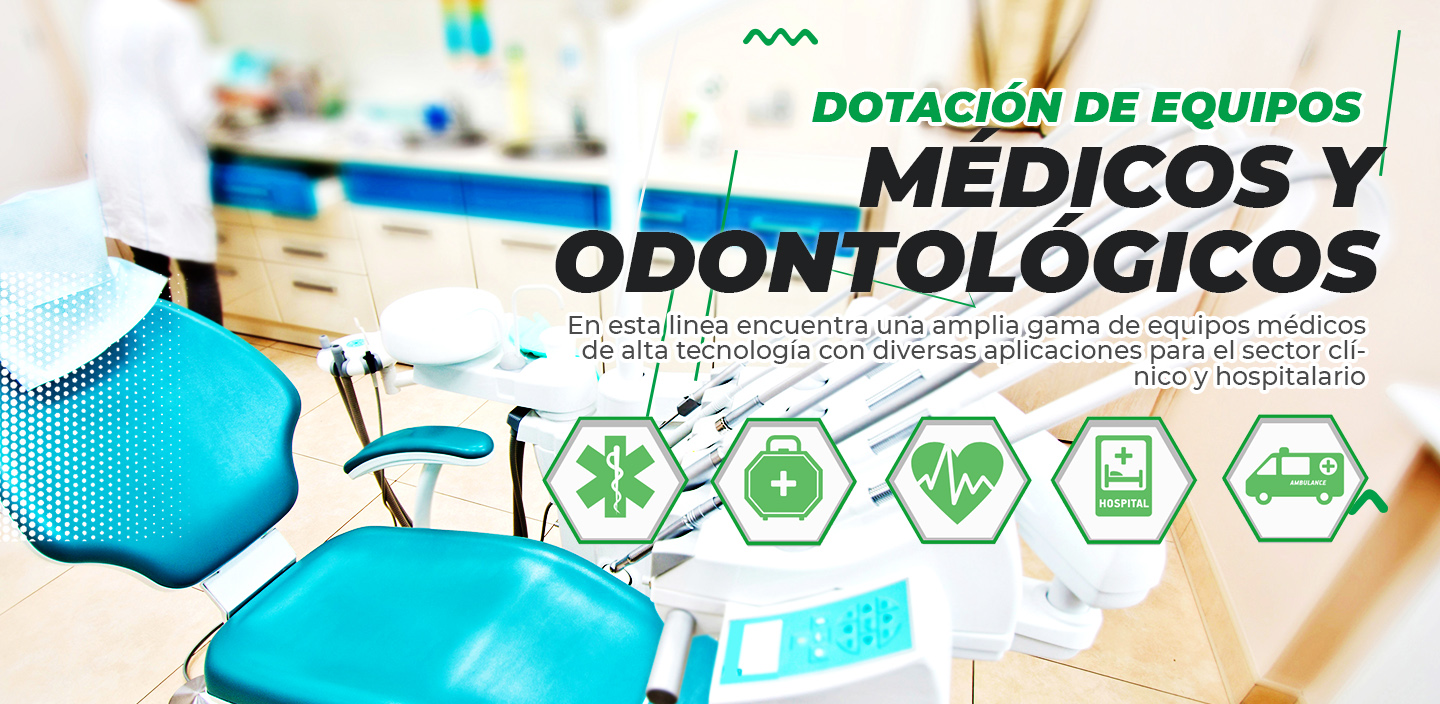 DOTACIÓN DE EQUIPOS
MÉDICOS Y
ODONTOLÓGICOS
En esta linea encuentra una amplia gama de equipos médicos
de alta tecnología con diversas aplicaciones para el sector clí-
nico y hospitalario
HOSPITAL
AMBULANCE